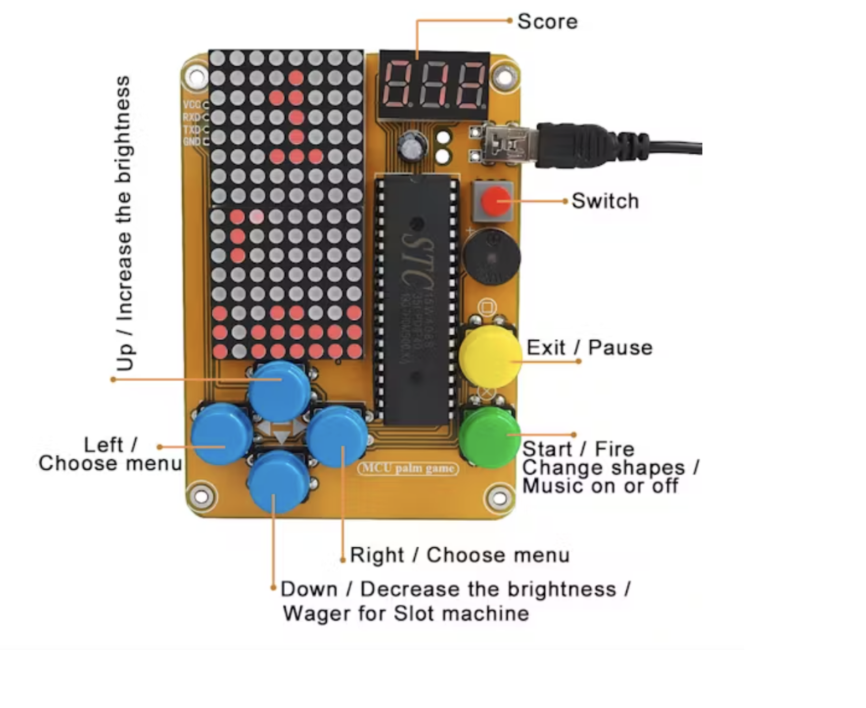 Score
013
Up / Increase the brightness
VCC
RXD
TXD
GND
Switch
STC
Exit / Pause
Left /
Choose menu
Start / Fire
Change shapes /
Music on or off
MCU palm game
Right / Choose menu
Down / Decrease the brightness /
Wager for Slot machine